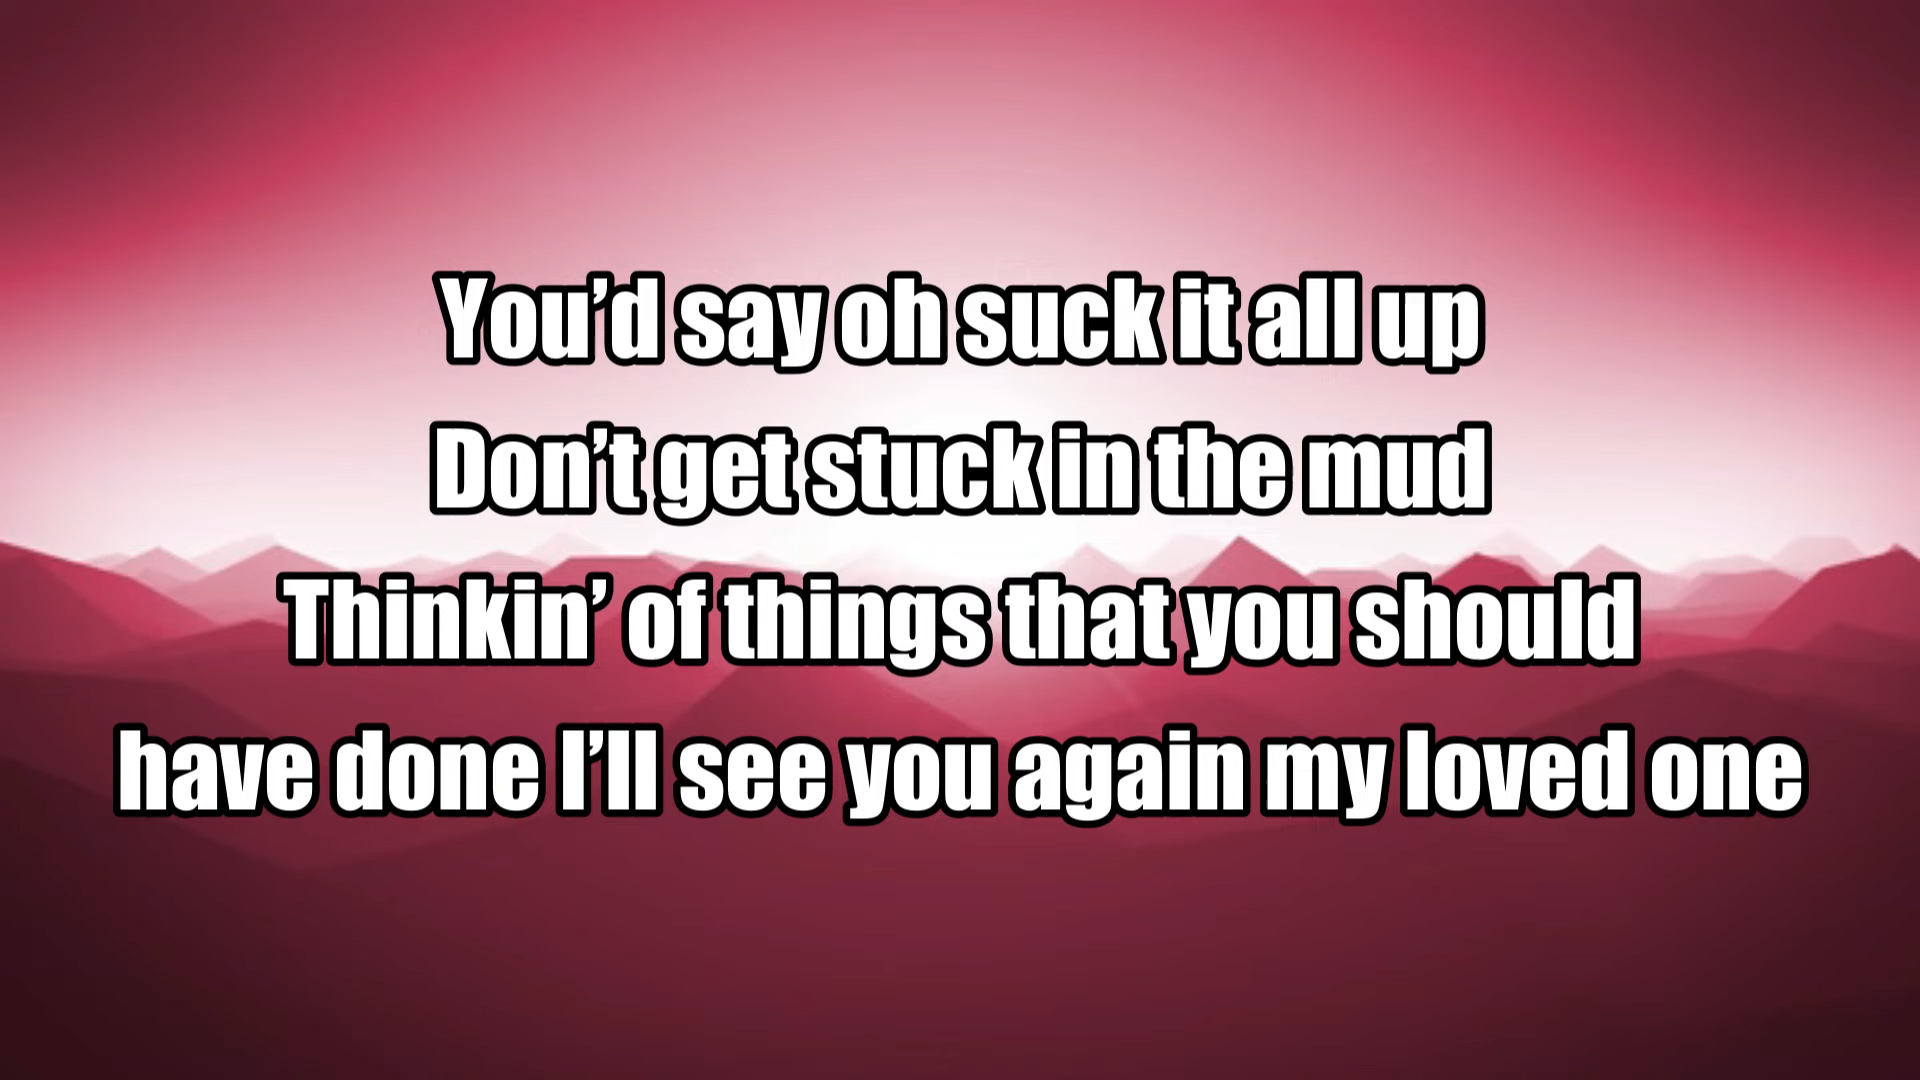 You’d say oh suck it all up
Don’t get stuck in the mud
Thinkin’ of things that you should
have done I’ll see you again my loved one